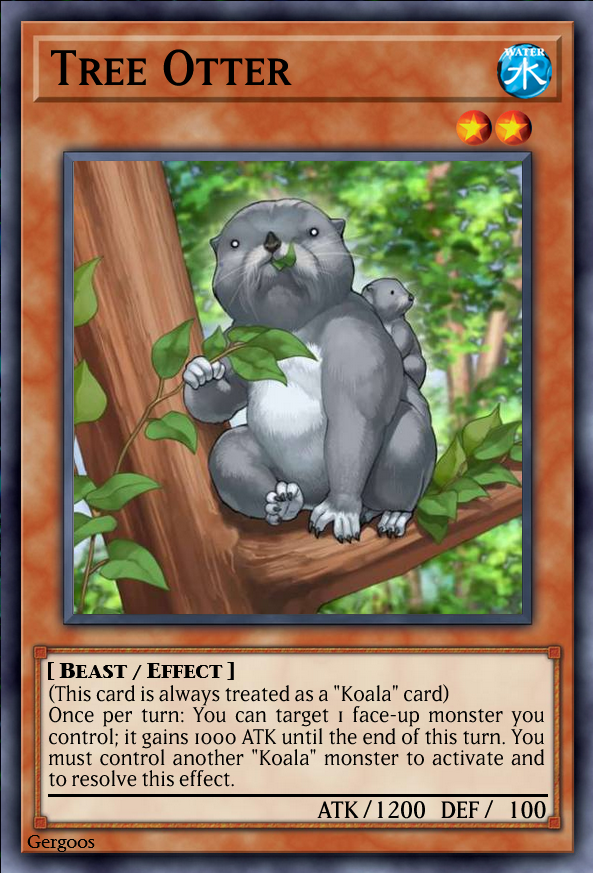 Tree Otter
WATER
水
[ Beast / Effect ]
(This card is always treated as a "Koala" card)
Once per turn: You can target 1 face-up monster you
control; it gains 1000 ATK until the end of this turn. You
must control another "Koala" monster to activate and
to resolve this effect.
ATK / 1200 DEF / 100
Gergoos